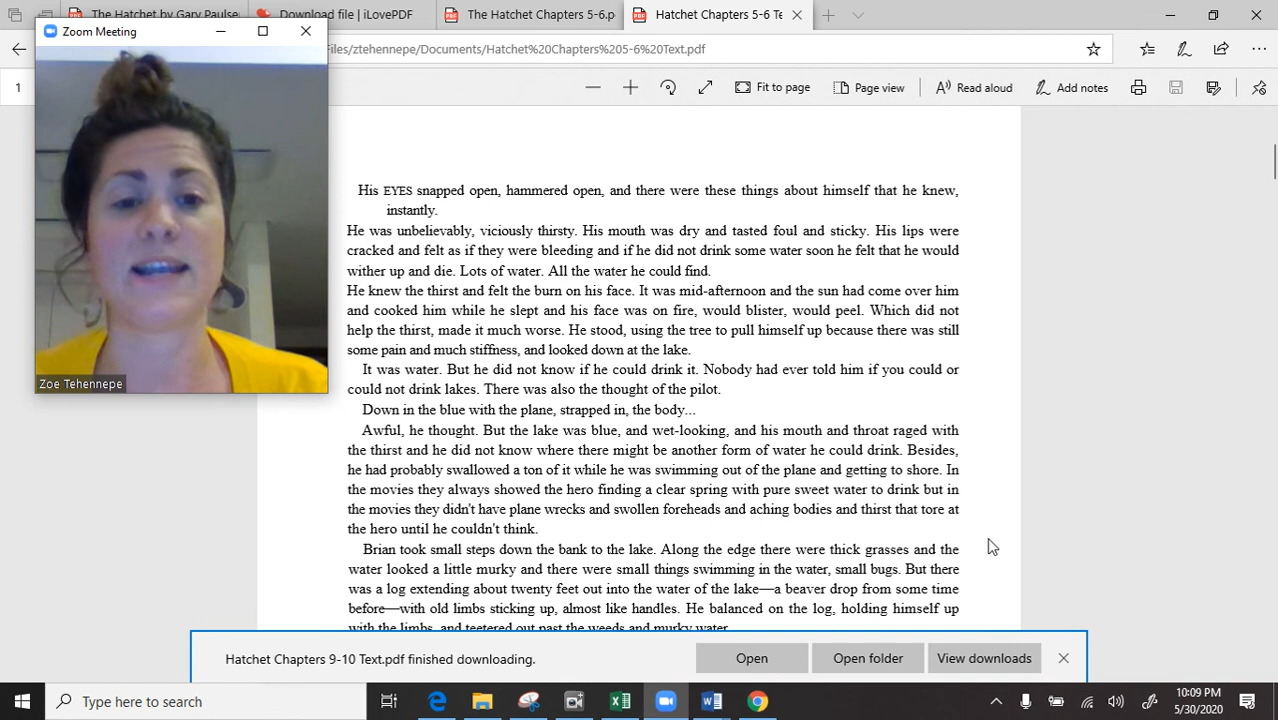 The Hatchet by Gary Pauls
Download file | iLovePDF
The Hatchet Chapters 5-6.p
Hatchet Chapters 5-6 Te
Zoom Meeting
Files/ztehennepe/Documents/Hatchet%20Chapters%205-6%20Text.pdf
1
Fit to page
Page view
Read aloud
Add notes
Zoe Tehennepe
His EYES snapped open, hammered open, and there were these things about himself that he knew,
instantly.
He was unbelievably, viciously thirsty. His mouth was dry and tasted foul and sticky. His lips were
cracked and felt as if they were bleeding and if he did not drink some water soon he felt that he would
wither up and die. Lots of water. All the water he could find.
He knew the thirst and felt the burn on his face. It was mid-afternoon and the sun had come over him
and cooked him while he slept and his face was on fire, would blister, would peel. Which did not
help the thirst, made it much worse. He stood, using the tree to pull himself up because there was still
some pain and much stiffness, and looked down at the lake.
It was water. But he did not know if he could drink it. Nobody had ever told him if you could or
could not drink lakes. There was also the thought of the pilot.
Down in the blue with the plane, strapped in, the body...
Awful, he thought. But the lake was blue, and wet-looking, and his mouth and throat raged with
the thirst and he did not know where there might be another form of water he could drink. Besides,
he had probably swallowed a ton of it while he was swimming out of the plane and getting to shore. In
the movies they always showed the hero finding a clear spring with pure sweet water to drink but in
the movies they didn't have plane wrecks and swollen foreheads and aching bodies and thirst that tore at
the hero until he couldn't think.
Brian took small steps down the bank to the lake. Along the edge there were thick grasses and the
water looked a little murky and there were small things swimming in the water, small bugs. But there
was a log extending about twenty feet out into the water of the lake—a beaver drop from some time
before—with old limbs sticking up, almost like handles. He balanced on the log, holding himself up
with the limbs, and teetered out past the weeds and murky water.
Hatchet Chapters 9-10 Text.pdf finished downloading.
Open
Open folder
View downloads
Type here to search
10:09 PM
5/30/2020